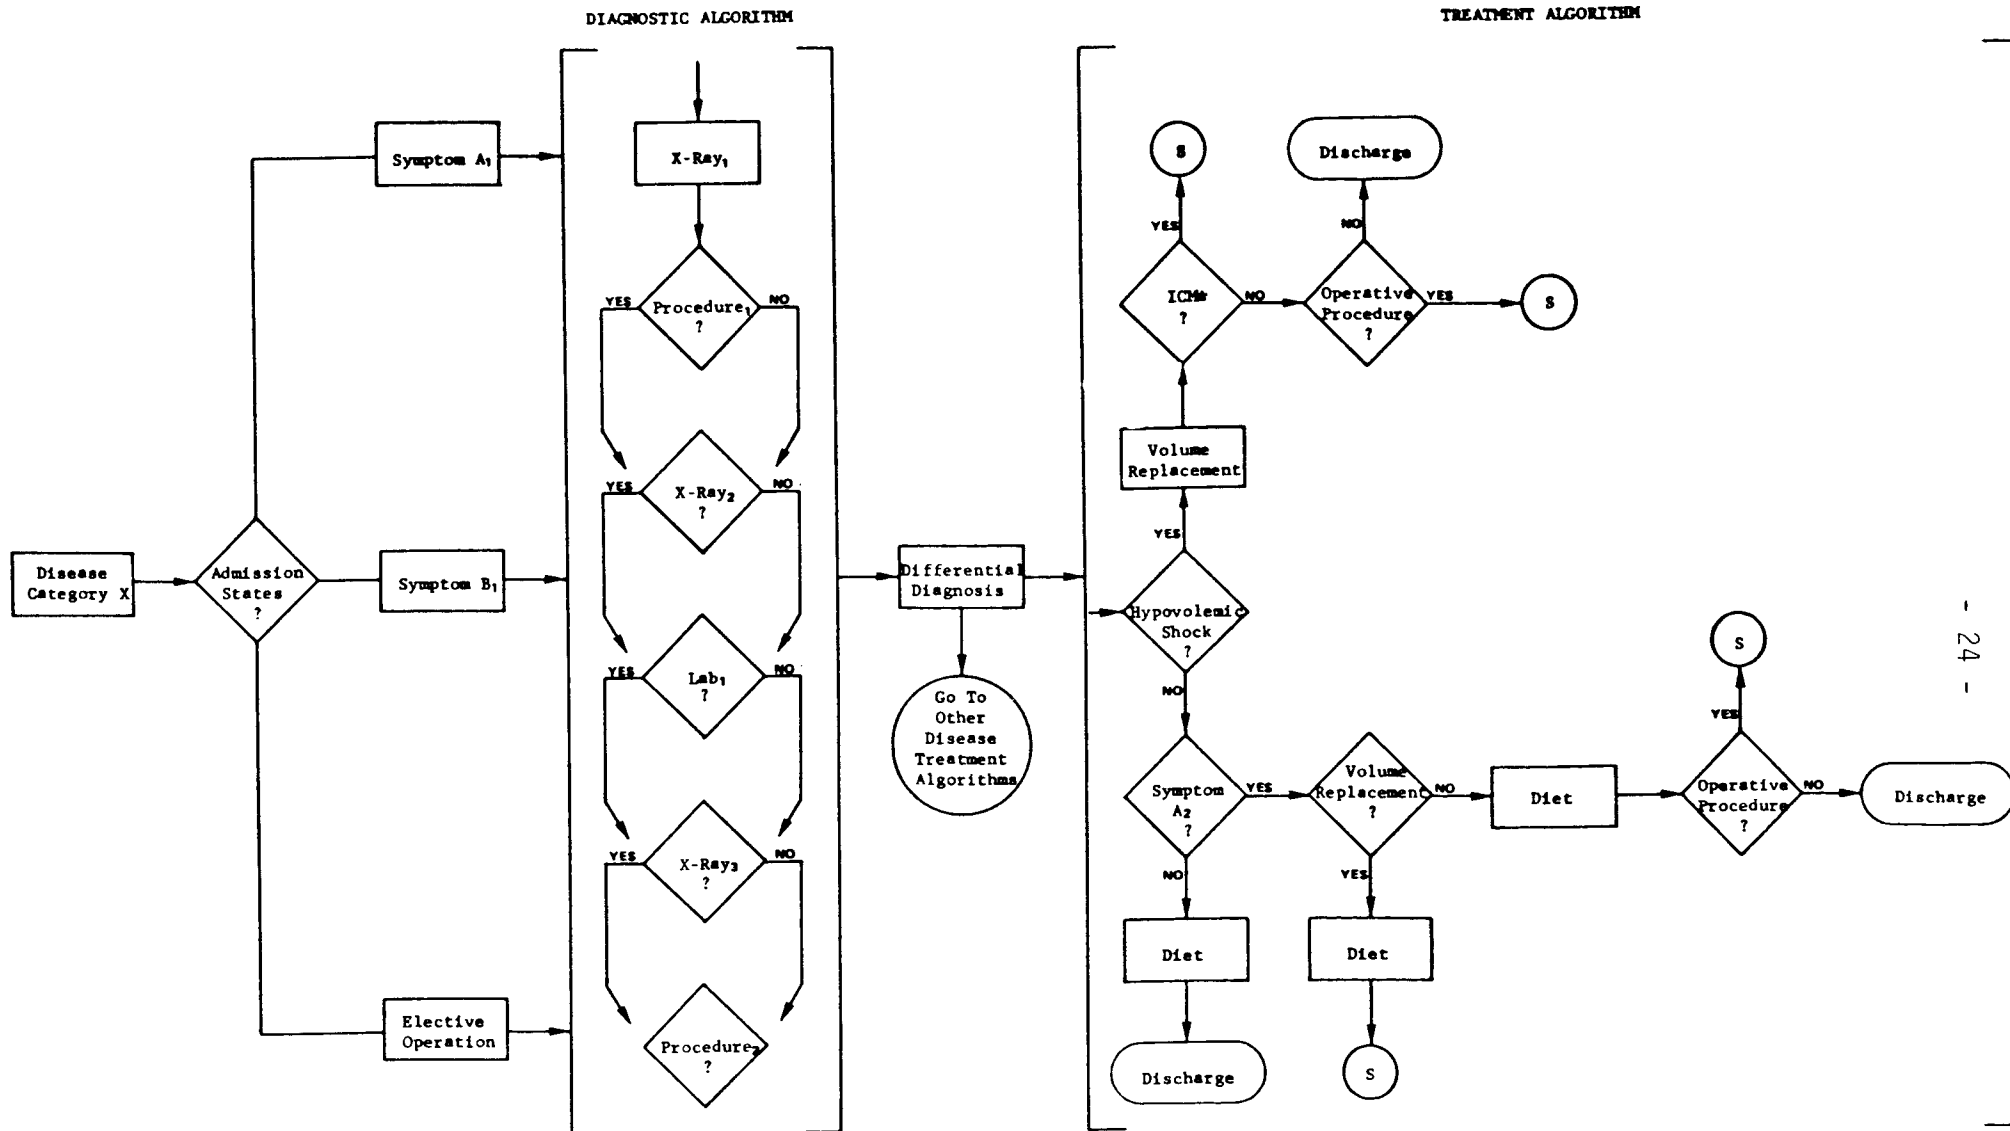 DIAGNOSTIC ALGORITHM
TREATMENT ALGORITHM
Disease
Category X
Admission
States
?
Symptom A₁
Symptom B₁
Elective
Operation
X-Ray₁
Procedure₁
?
YES
NO
X-Ray₂
?
YES
NO
Lab₁
?
YES
NO
X-Ray₃
?
YES
NO
Procedure₂
?
Differential
Diagnosis
Go To
Other
Disease
Treatment
Algorithms
Hypovolemic
Shock
?
YES
Volume
Replacement
ICM*
?
YES
S
NO
Operative
Procedure
?
NO
Discharge
YES
S
NO
Symptom
A₂
?
NO
Diet
Discharge
YES
Volume
Replacement
?
YES
Diet
S
NO
Diet
Operative
Procedure
?
YES
S
NO
Discharge
- 24 -